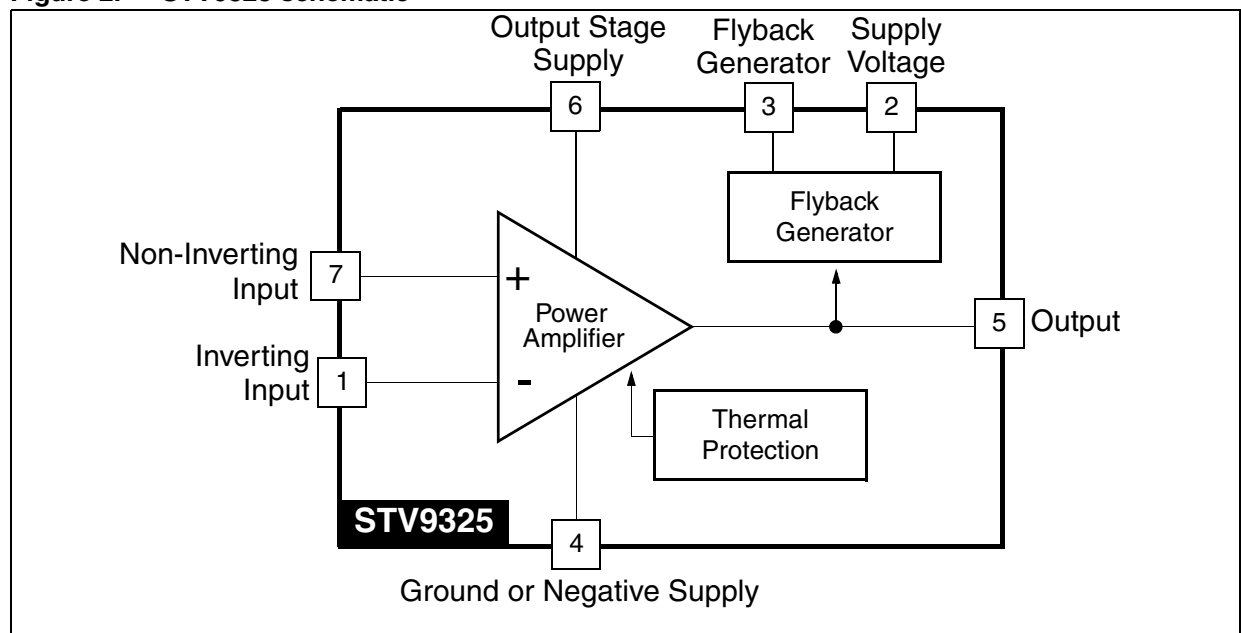 Output Stage
Supply
Flyback
Generator
Supply
Voltage
6
3
2
Flyback
Generator
Non-Inverting
Input
7
+
Power
Amplifier
5
Output
Inverting
Input
1
-
Thermal
Protection
STV9325
4
Ground or Negative Supply